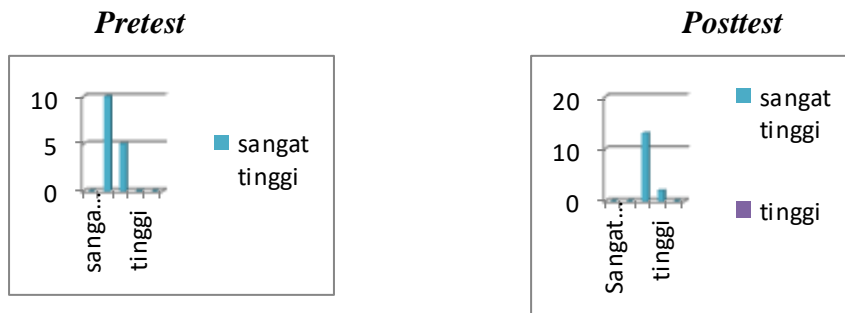 Pretest
10
5
0
sanga...
tinggi
sangat
tinggi
Posttest
20
10
0
Sangat...
tinggi
sangat
tinggi
tinggi